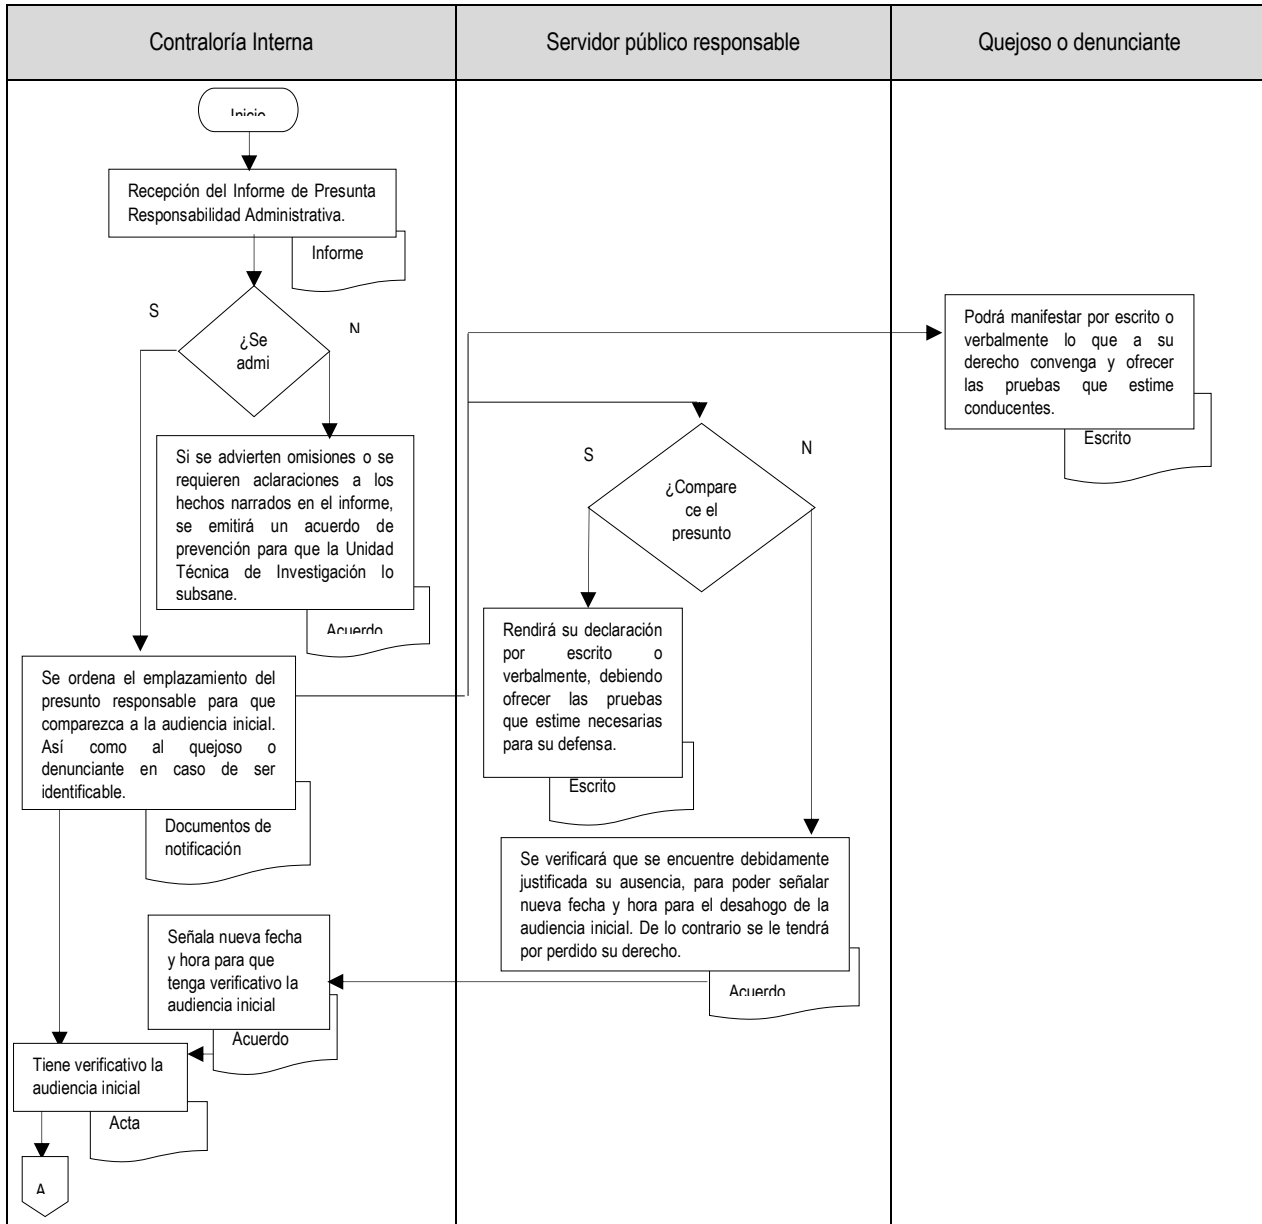 Contraloría Interna
Servidor público responsable
Quejoso o denunciante
Inicio
Recepción del Informe de Presunta
Responsabilidad Administrativa.
Informe
S
N
¿Se
admi
Si se advierten omisiones o se
requieren aclaraciones a los
hechos narrados en el informe,
se emitirá un acuerdo de
prevención para que la Unidad
Técnica de Investigación lo
subsane.
Acuerdo
Se ordena el emplazamiento del
presunto responsable para que
comparezca a la audiencia inicial.
Así como al quejoso o
denunciante en caso de ser
identificable.
Documentos de
notificación
Señala nueva fecha
y hora para que
tenga verificativo la
audiencia inicial
Acuerdo
Tiene verificativo la
audiencia inicial
Acta
A
S
N
¿Compare
ce el
presunto
Rendirá su declaración
por escrito o
verbalmente, debiendo
ofrecer las pruebas
que estime necesarias
para su defensa.
Escrito
Se verificará que se encuentre debidamente
justificada su ausencia, para poder señalar
nueva fecha y hora para el desahogo de la
audiencia inicial. De lo contrario se le tendrá
por perdido su derecho.
Acuerdo
Podrá manifestar por escrito o
verbalmente lo que a su
derecho convenga y ofrecer
las pruebas que estime
conducentes.
Escrito